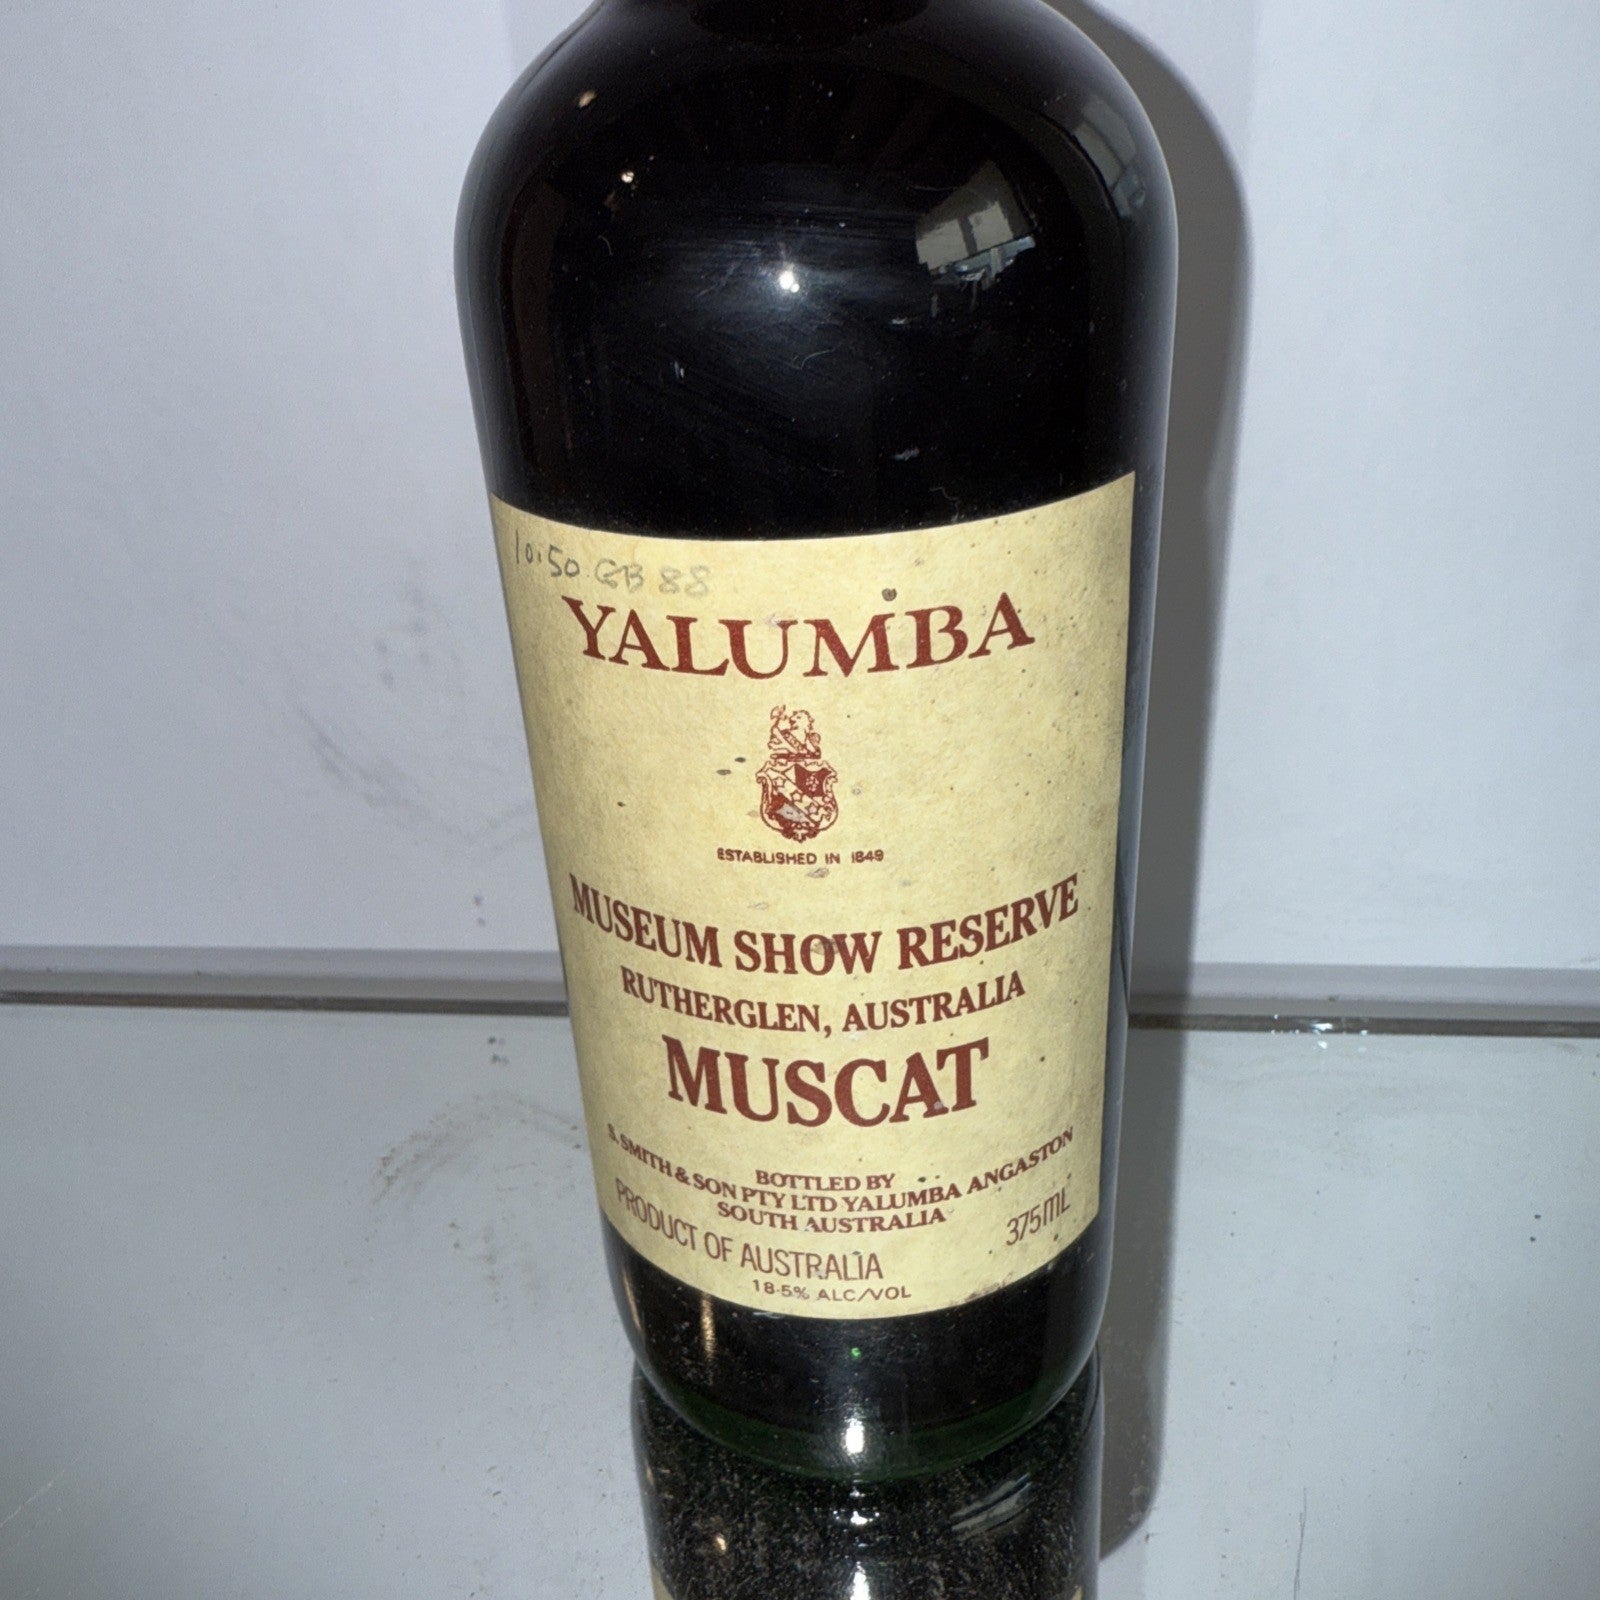 10.50 GB 88
YALUMBA
ESTABLISHED IN 1849
MUSEUM SHOW RESERVE
RUTHERGLEN, AUSTRALIA
MUSCAT
BOTTLED BY
S. SMITH & SON PTY LTD YALUMBA ANGASTON
SOUTH AUSTRALIA
PRODUCT OF AUSTRALIA
375ML
18·5% ALC/VOL